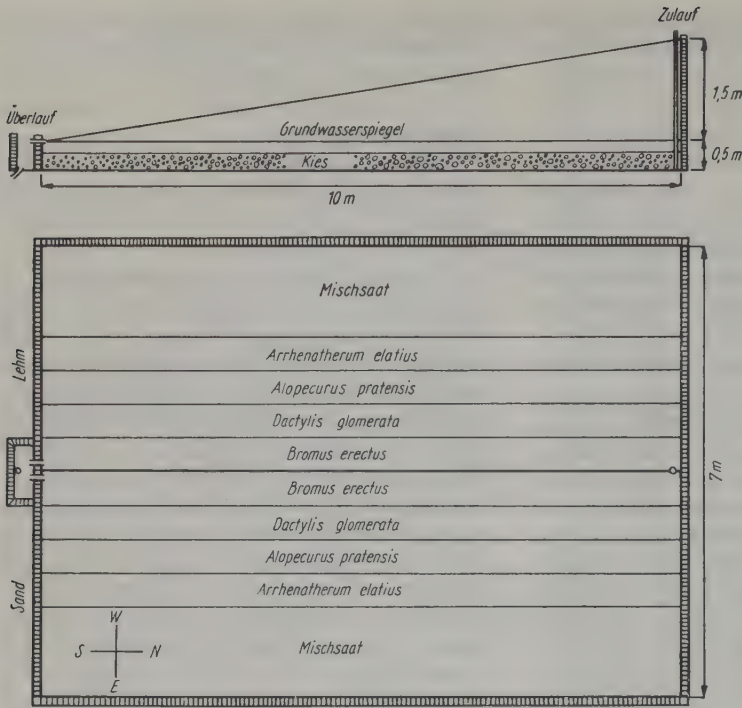 Zulauf
Überlauf
1,5 m
Grundwasserspiegel
0,5 m
Kies
10 m
Mischsaat
Lehm
Arrhenatherum elatius
Alopecurus pratensis
Dactylis glomerata
Bromus erectus
7 m
Bromus erectus
Dactylis glomerata
Alopecurus pratensis
Sand
Arrhenatherum elatius
W
S N
E
Mischsaat